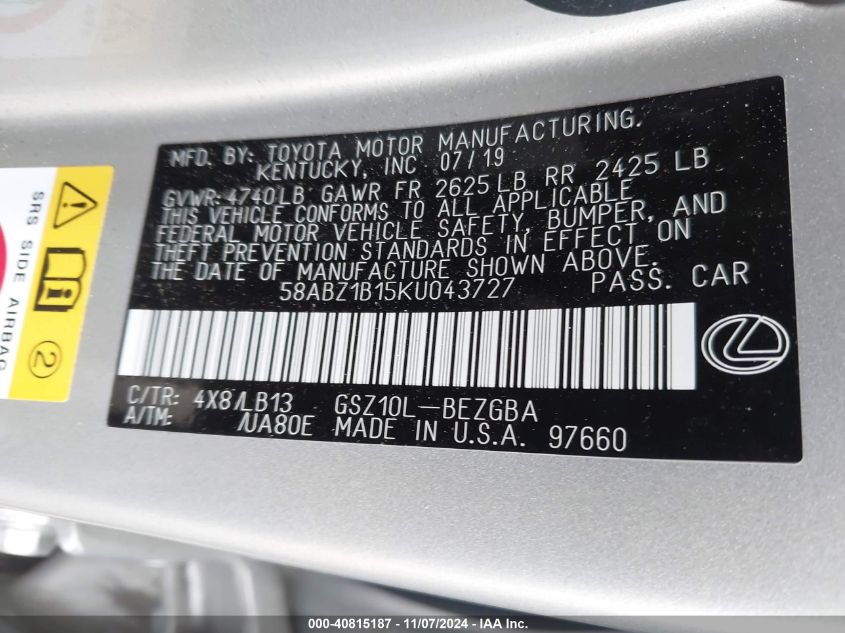 MFD. BY: TOYOTA MOTOR MANUFACTURING.
KENTUCKY, INC 07/19
GVWR: 4740LB GAWR FR 2625 LB RR 2425 LB
THIS VEHICLE CONFORMS TO ALL APPLICABLE
FEDERAL MOTOR VEHICLE SAFETY, BUMPER, AND
THEFT PREVENTION STANDARDS IN EFFECT ON
THE DATE OF MANUFACTURE SHOWN ABOVE.
58ABZ1B15KU043727 PASS. CAR
C/TR: 4X8/LB13 GSZ10L-BEZGBA
A/TM: /UA80E MADE IN U.S.A. 97660
SRS SIDE AIRBAG
2
000-40815187 - 11/07/2024 - IAAI.com